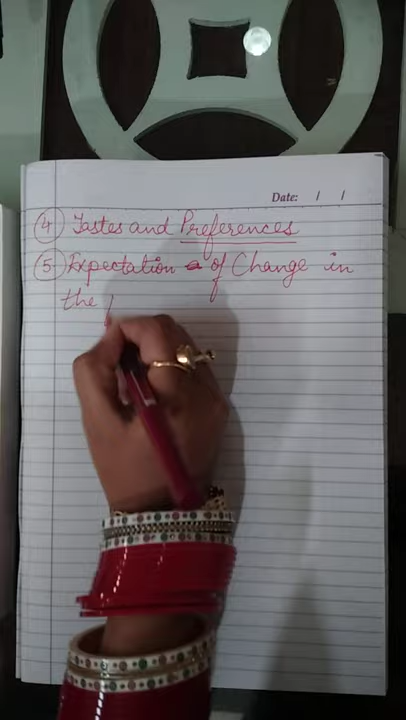 Date: / /
④ Tastes and Preferences
⑤ Expectation of Change in
the